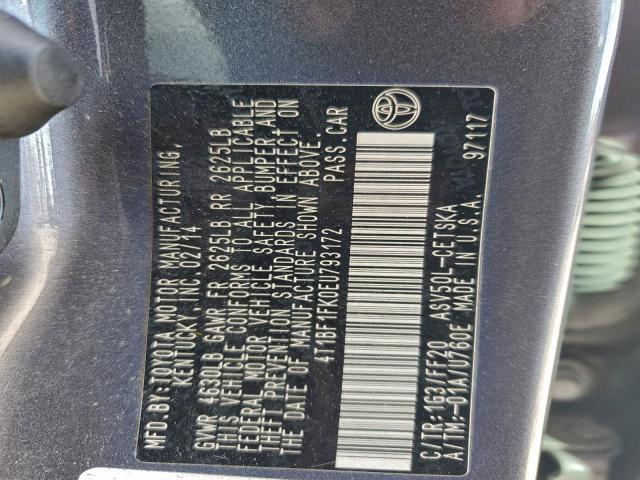 MFD.BY:TOYOTA MOTOR MANUFACTURING,
KENTUCKY INC. 02/14
GVWR 4630LB GAWR FR 2625LB RR 2625LB
THIS VEHICLE CONFORMS TO ALL APPLICABLE
FEDERAL MOTOR VEHICLE SAFETY, BUMPER, AND
THEFT PREVENTION STANDARDS IN EFFECT ON
THE DATE OF MANUFACTURE SHOWN ABOVE.
4T1BF1FK0EU793172 PASS.CAR
C/TR:1G3/FF20 ASV50L-CETSKA
A/TM:-01A/U760E MADE IN U.S.A. 97117